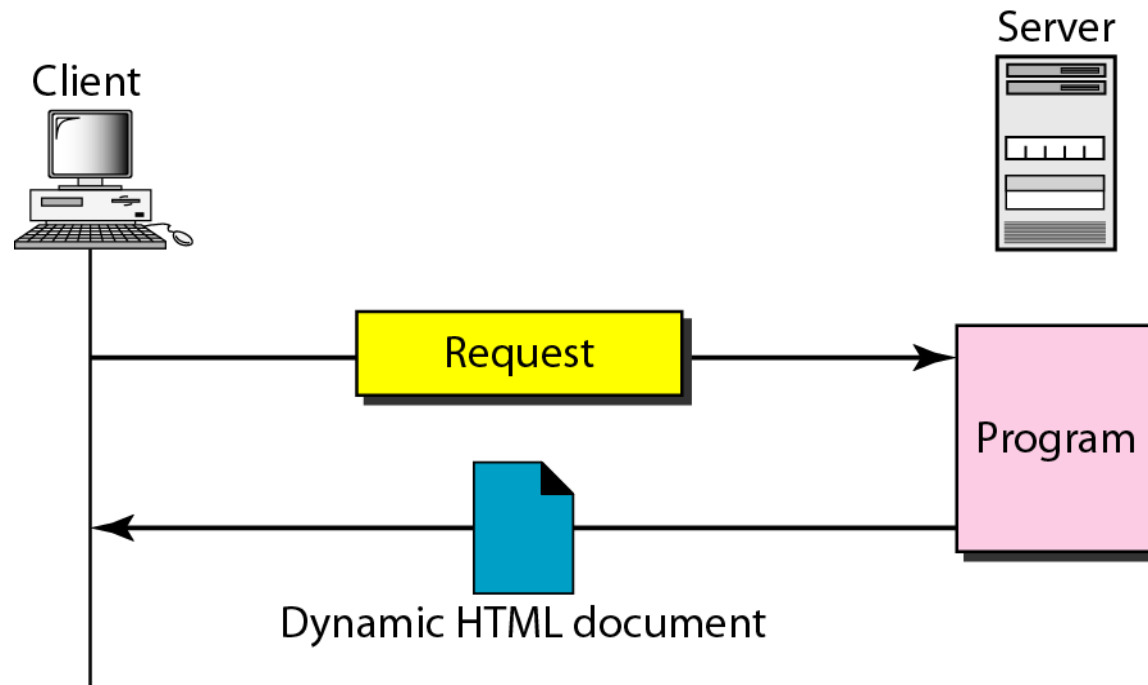 Server
Client
Request
Program
Dynamic HTML document